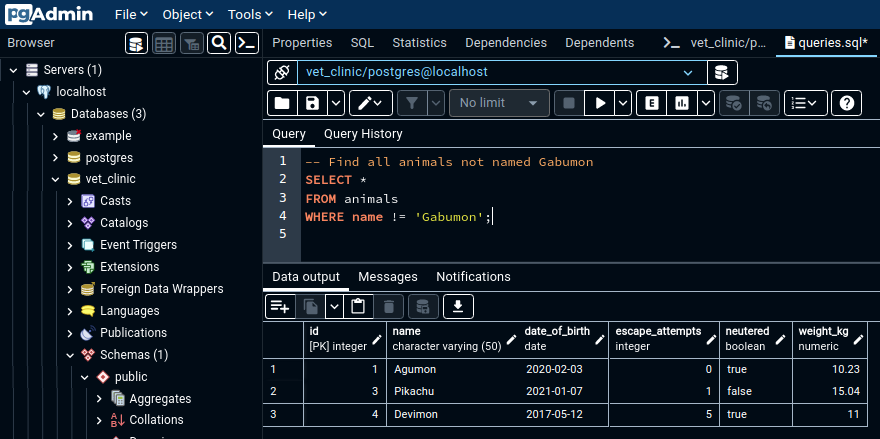 pgAdmin File Object Tools Help
Browser Properties SQL Statistics Dependencies Dependents vet_clinic/p... queries.sql*
Servers (1)
vet_clinic/postgres@localhost
localhost
Databases (3)
No limit E ?
example
Query Query History
postgres
1 -- Find all animals not named Gabumon
vet_clinic
2 SELECT *
Casts
3 FROM animals
4 WHERE name != 'Gabumon';
Catalogs
5
Event Triggers
Extensions
Data output Messages Notifications
Foreign Data Wrappers
Languages
Publications
id name date_of_birth escape_attempts neutered weight_kg
[PK] integer character varying (50) date integer boolean numeric
Schemas (1)
1 1 Agumon 2020-02-03 0 true 10.23
public
2 3 Pikachu 2021-01-07 1 false 15.04
Aggregates
3 4 Devimon 2017-05-12 5 true 11
A↓ Collations
B